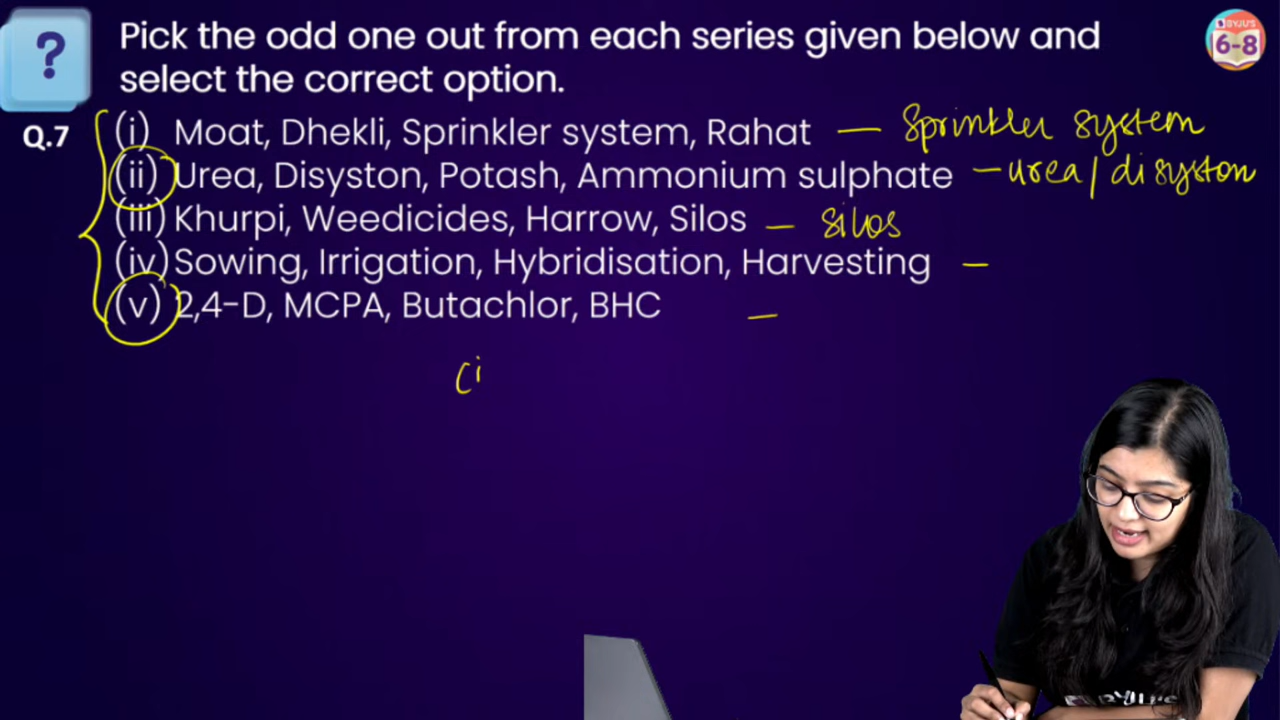 ?
Pick the odd one out from each series given below and
select the correct option.
BYJU'S
6-8
Q.7
(i) Moat, Dhekli, Sprinkler system, Rahat — Sprinkler system
(ii) Urea, Disyston, Potash, Ammonium sulphate — urea/disyston
(iii) Khurpi, Weedicides, Harrow, Silos — silos
(iv) Sowing, Irrigation, Hybridisation, Harvesting —
(v) 2,4-D, MCPA, Butachlor, BHC —
(i
BYJU'S